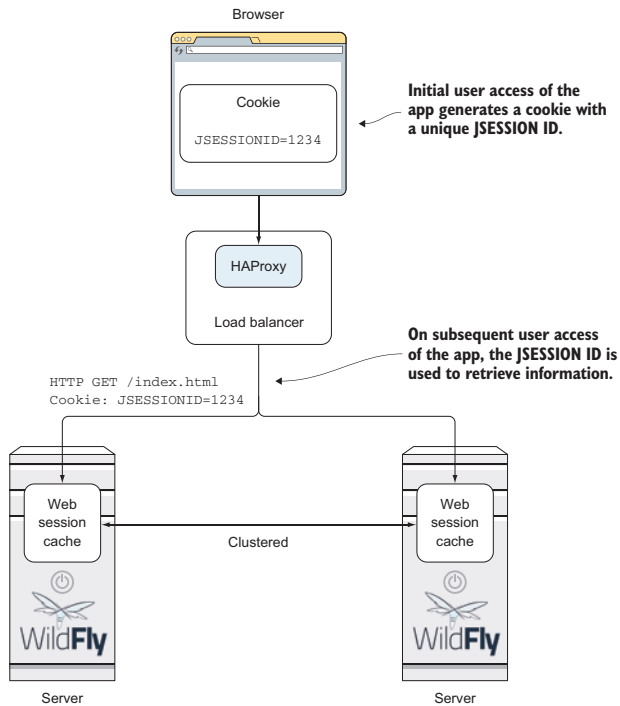 Browser
Cookie
JSESSIONID=1234
Initial user access of the
app generates a cookie with
a unique JSESSION ID.
HAProxy
Load balancer
On subsequent user access
of the app, the JSESSION ID is
used to retrieve information.
HTTP GET /index.html
Cookie: JSESSIONID=1234
Web
session
cache
Clustered
Web
session
cache
WildFly
WildFly
Server
Server